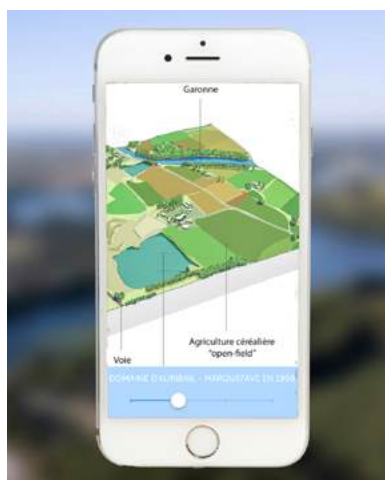 Garonne
Agriculture céréalière
"open-field"
Voie
DOMAINE D'AURIBAIL - MARQUEFAVE EN 1998